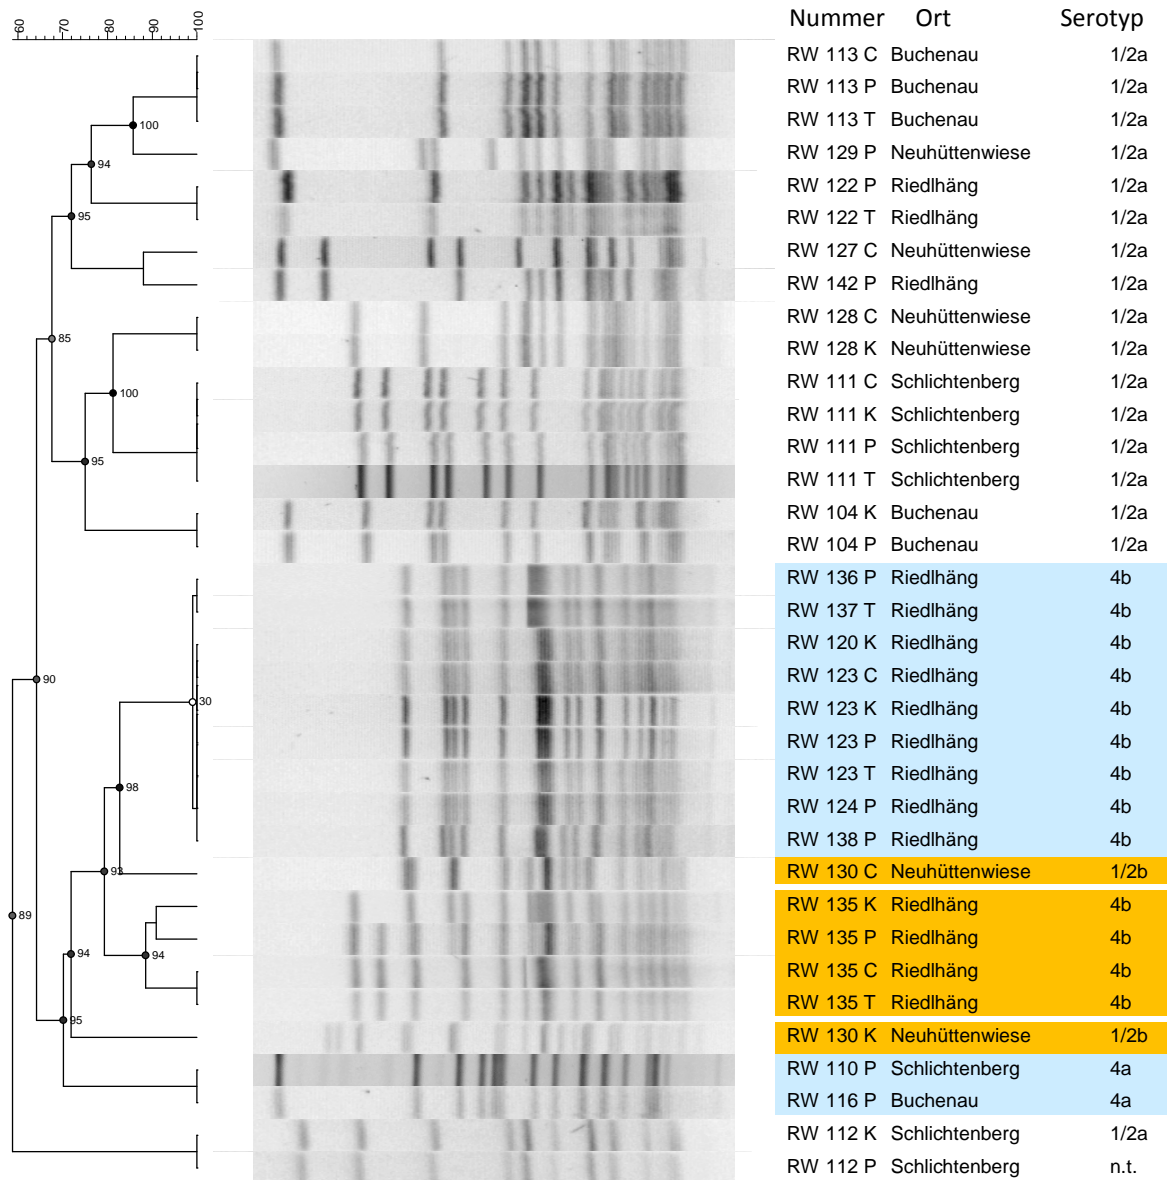 60 70 80 90 100
Nummer Ort Serotyp
RW 113 C Buchenau 1/2a
RW 113 P Buchenau 1/2a
RW 113 T Buchenau 1/2a
100
RW 129 P Neuhüttenwiese 1/2a
94
RW 122 P Riedlhäng 1/2a
RW 122 T Riedlhäng 1/2a
95
RW 127 C Neuhüttenwiese 1/2a
RW 142 P Riedlhäng 1/2a
RW 128 C Neuhüttenwiese 1/2a
85
RW 128 K Neuhüttenwiese 1/2a
RW 111 C Schlichtenberg 1/2a
100
RW 111 K Schlichtenberg 1/2a
RW 111 P Schlichtenberg 1/2a
95
RW 111 T Schlichtenberg 1/2a
RW 104 K Buchenau 1/2a
RW 104 P Buchenau 1/2a
RW 136 P Riedlhäng 4b
RW 137 T Riedlhäng 4b
RW 120 K Riedlhäng 4b
RW 123 C Riedlhäng 4b
90
30
RW 123 K Riedlhäng 4b
RW 123 P Riedlhäng 4b
RW 123 T Riedlhäng 4b
98
RW 124 P Riedlhäng 4b
RW 138 P Riedlhäng 4b
93
RW 130 C Neuhüttenwiese 1/2b
RW 135 K Riedlhäng 4b
89
RW 135 P Riedlhäng 4b
94
94
RW 135 C Riedlhäng 4b
RW 135 T Riedlhäng 4b
95
RW 130 K Neuhüttenwiese 1/2b
RW 110 P Schlichtenberg 4a
RW 116 P Buchenau 4a
RW 112 K Schlichtenberg 1/2a
RW 112 P Schlichtenberg n.t.